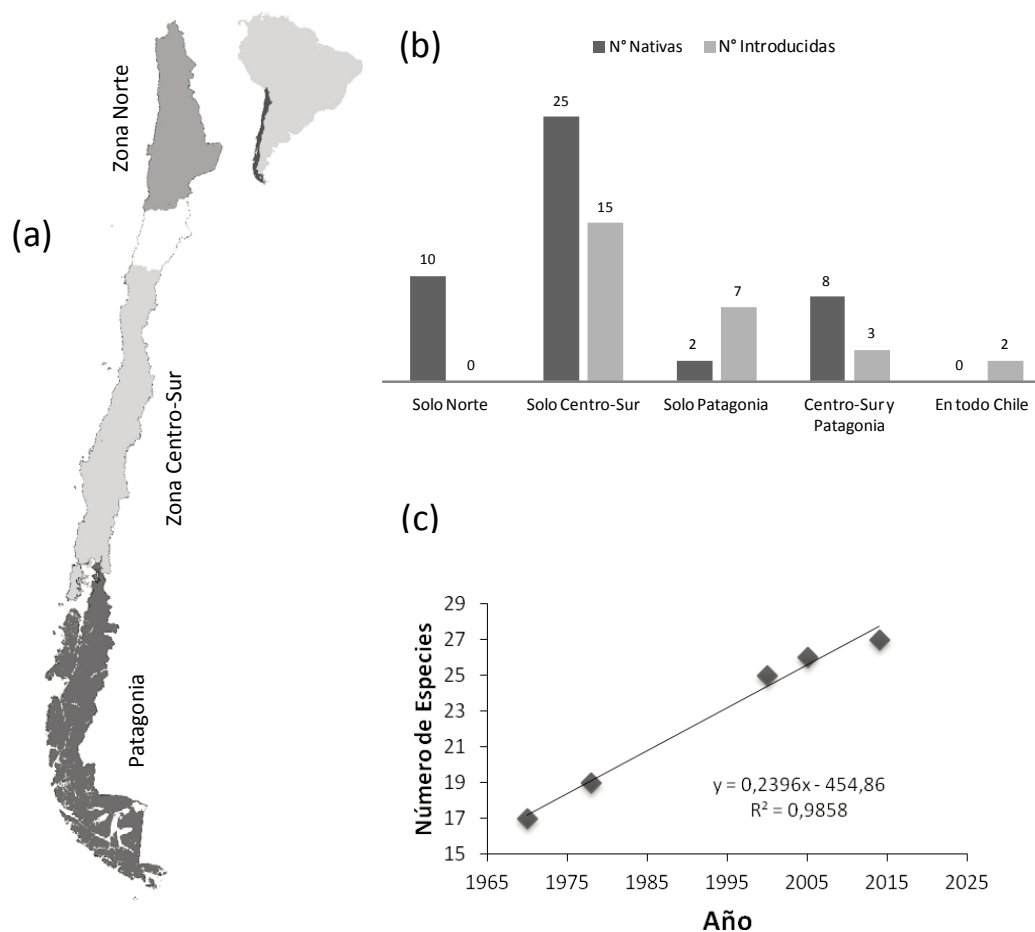 (a)
Zona Norte
Zona Centro-Sur
Patagonia
(b)
N° Nativas N° Introducidas
25
15
10
0
2
7
8
3
0
2
Solo Norte Solo Centro-Sur Solo Patagonia Centro-Sur y En todo Chile
Patagonia
(c)
Número de Especies
29
27
25
23
21
19
17
15
y = 0,2396x - 454,86
R² = 0,9858
1965 1975 1985 1995 2005 2015 2025
Año